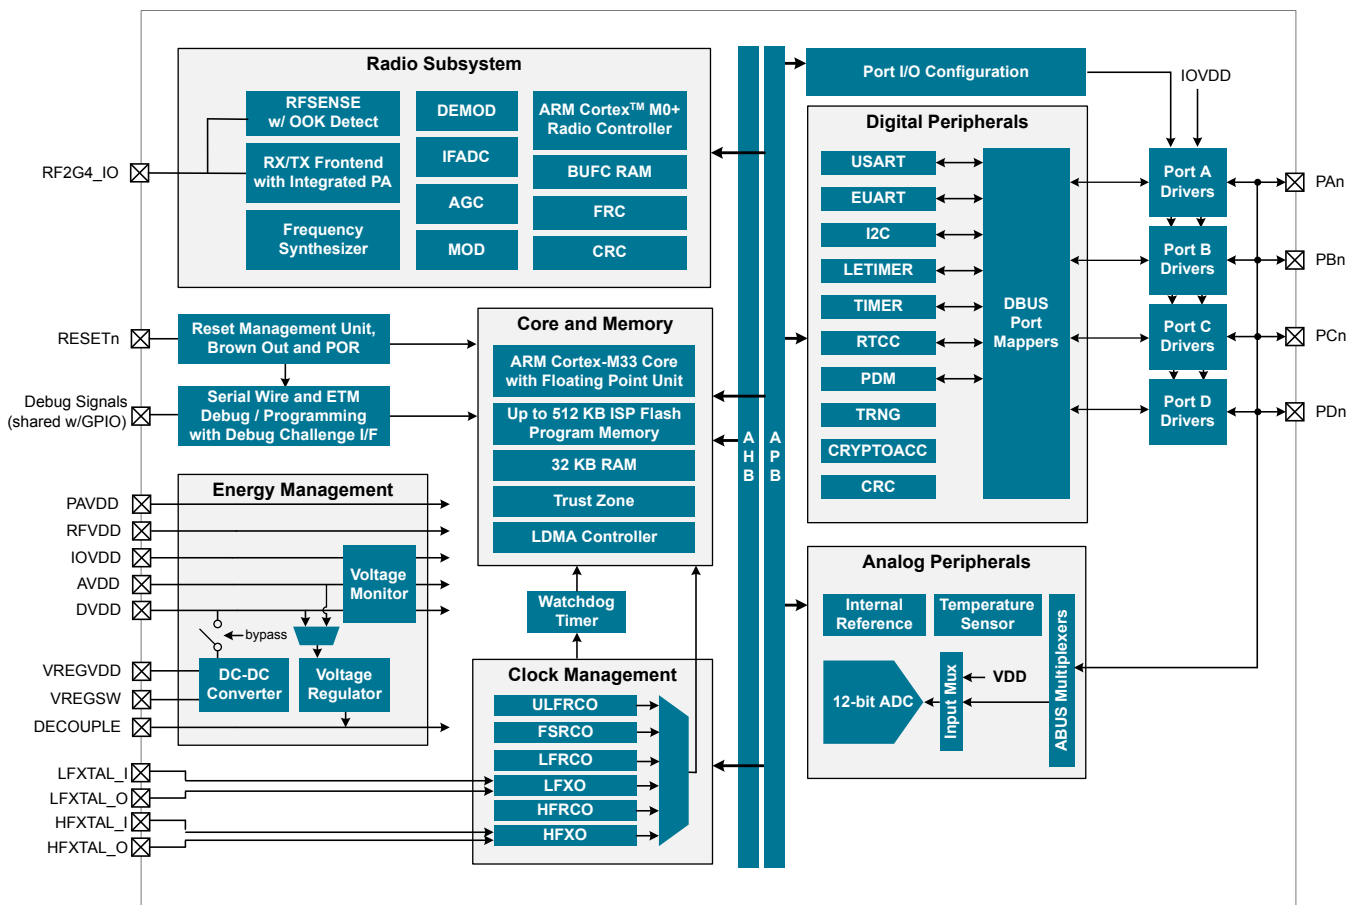 Radio Subsystem
RFSENSE
w/ OOK Detect
RX/TX Frontend
with Integrated PA
Frequency
Synthesizer
DEMOD
IFADC
AGC
MOD
ARM Cortex™ M0+
Radio Controller
BUFC RAM
FRC
CRC
RF2G4_IO
RESETn
Reset Management Unit,
Brown Out and POR
Debug Signals
(shared w/GPIO)
Serial Wire and ETM
Debug / Programming
with Debug Challenge I/F
Core and Memory
ARM Cortex-M33 Core
with Floating Point Unit
Up to 512 KB ISP Flash
Program Memory
32 KB RAM
Trust Zone
LDMA Controller
Energy Management
PAVDD
RFVDD
IOVDD
AVDD
DVDD
Voltage
Monitor
bypass
VREGVDD
VREGSW
DECOUPLE
DC-DC
Converter
Voltage
Regulator
Watchdog
Timer
Clock Management
ULFRCO
FSRCO
LFRCO
LFXO
HFRCO
HFXO
LFXTAL_I
LFXTAL_O
HFXTAL_I
HFXTAL_O
A
H
B
A
P
B
Port I/O Configuration
IOVDD
Digital Peripherals
USART
EUART
I2C
LETIMER
TIMER
RTCC
PDM
TRNG
CRYPTOACC
CRC
DBUS
Port
Mappers
Port A
Drivers
Port B
Drivers
Port C
Drivers
Port D
Drivers
PAn
PBn
PCn
PDn
Analog Peripherals
Internal
Reference
Temperature
Sensor
12-bit ADC
Input Mux
VDD
ABUS Multiplexers